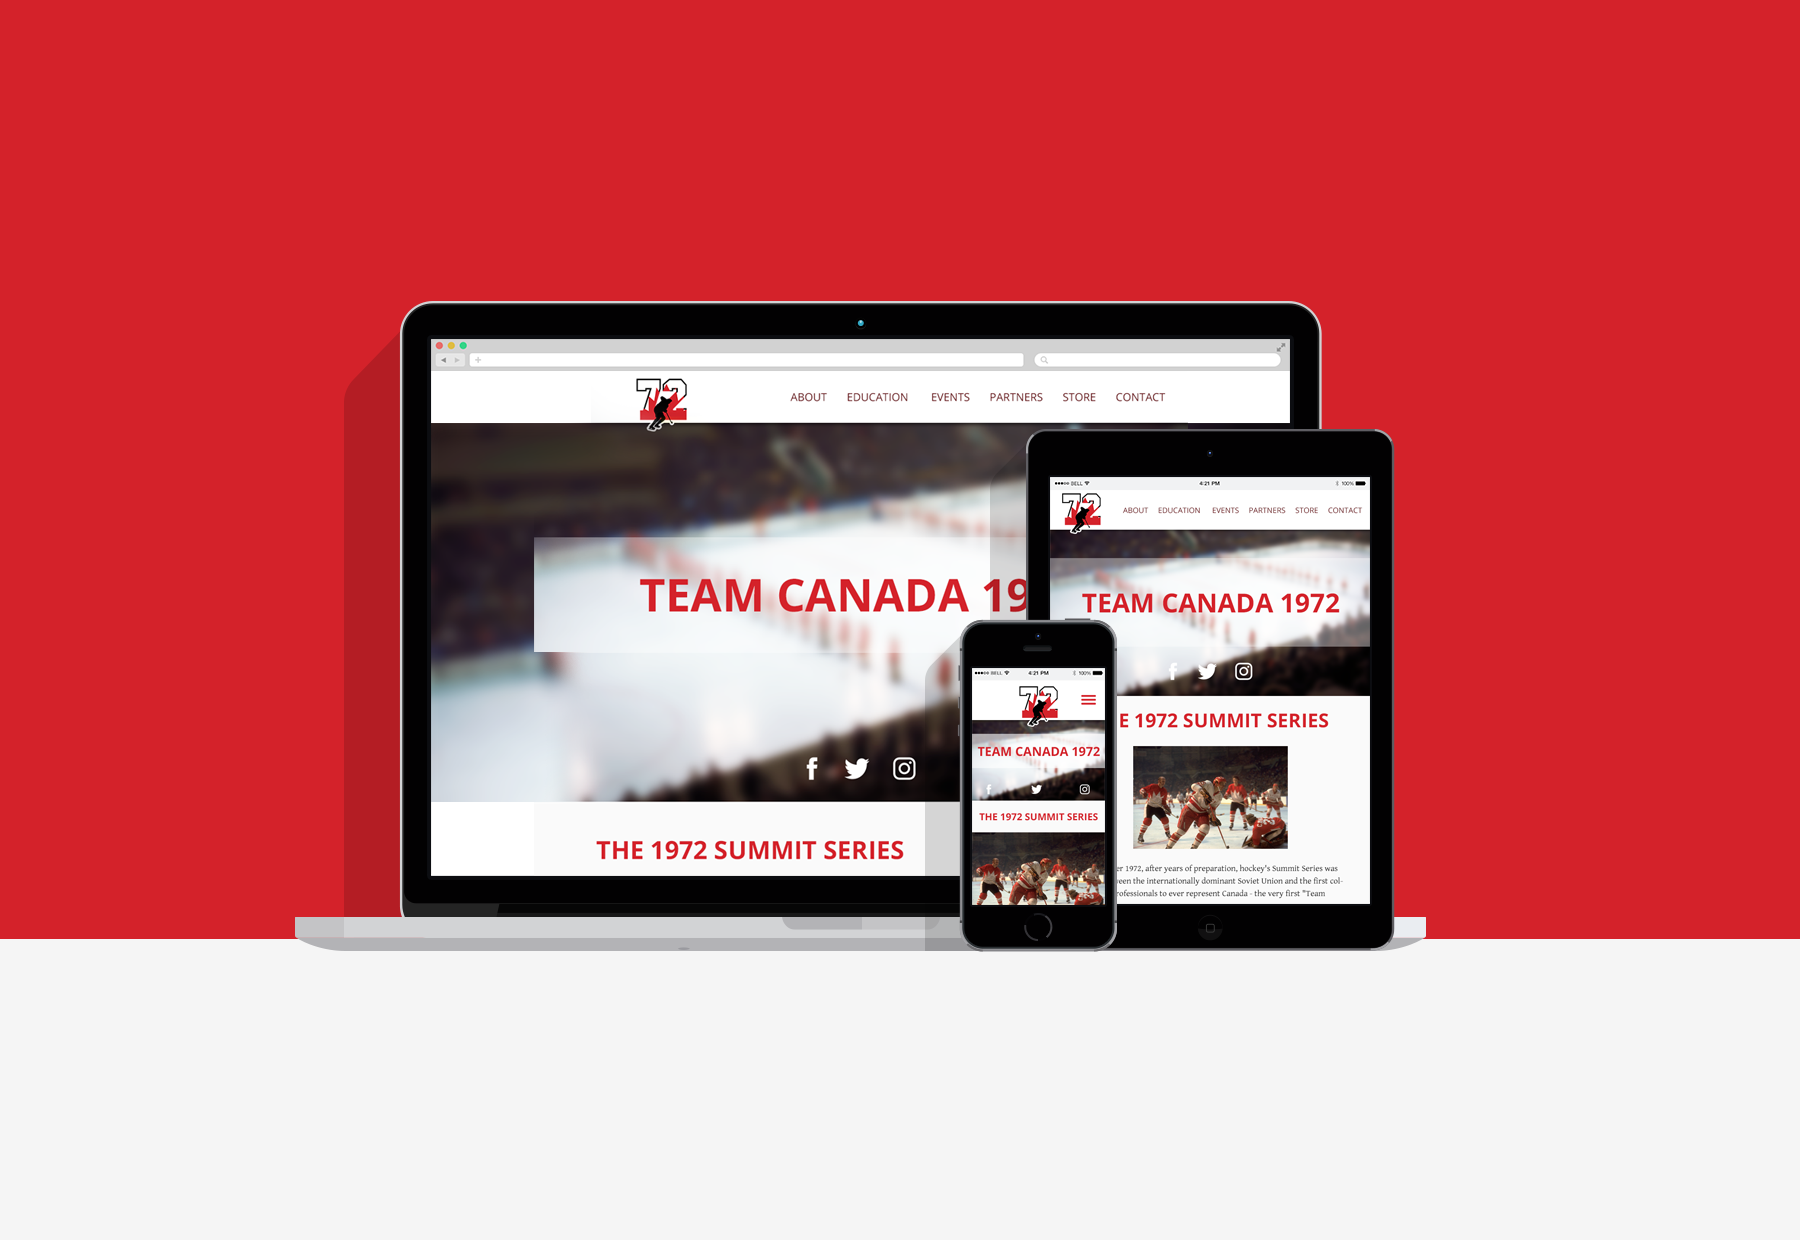 72
ABOUT EDUCATION EVENTS PARTNERS STORE CONTACT
TEAM CANADA 19
THE 1972 SUMMIT SERIES
BELL 4:21 PM 100%
72
ABOUT EDUCATION EVENTS PARTNERS STORE CONTACT
TEAM CANADA 1972
E 1972 SUMMIT SERIES
er 1972, after years of preparation, hockey's Summit Series was
een the internationally dominant Soviet Union and the first col-
rofessionals to ever represent Canada - the very first "Team
BELL 4:21 PM 100%
72
TEAM CANADA 1972
THE 1972 SUMMIT SERIES